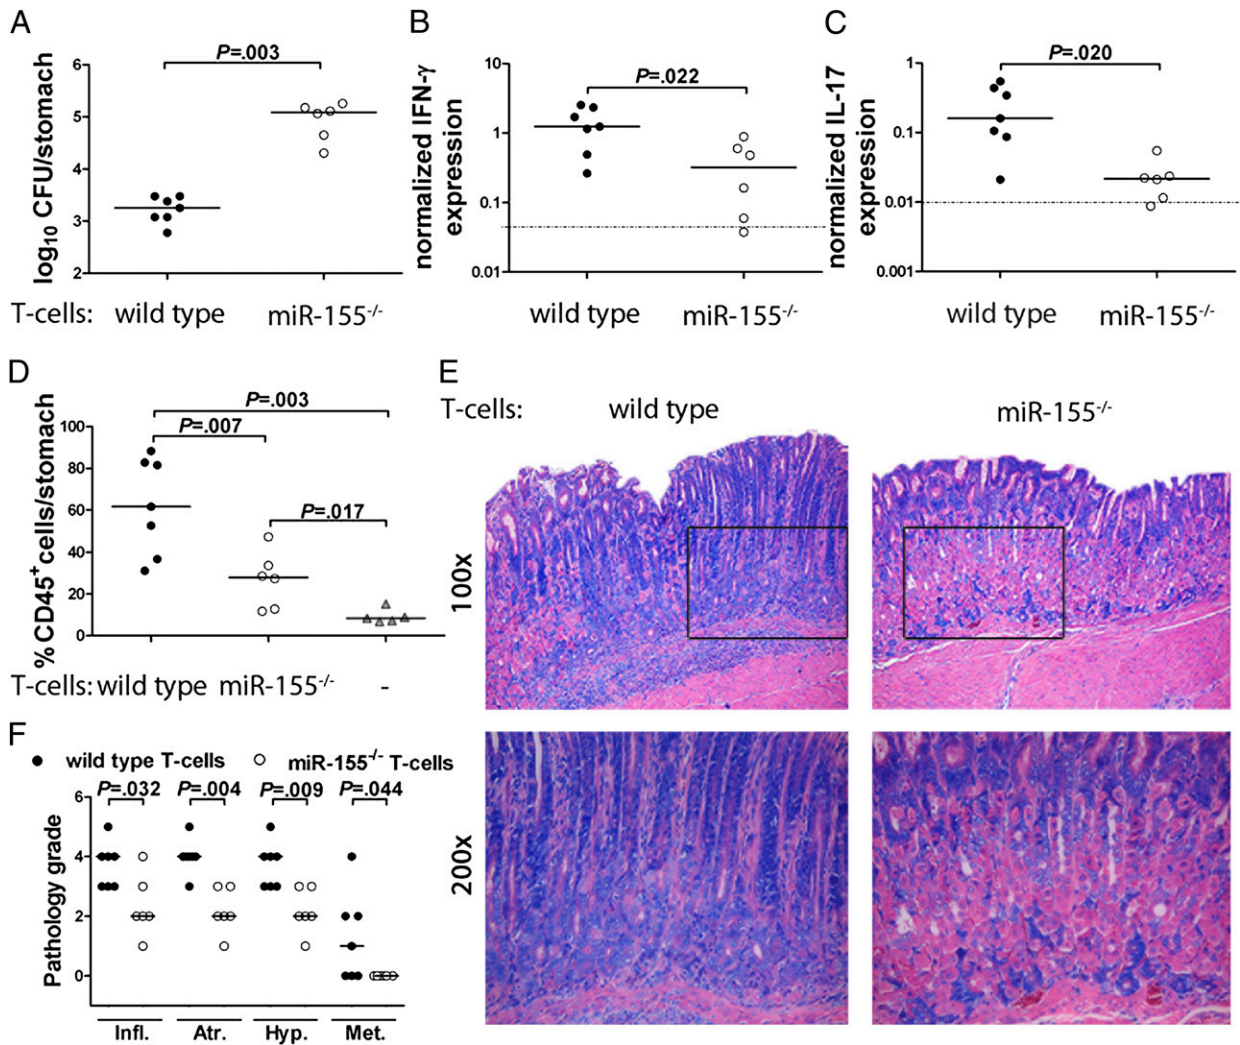 A
P=.003
log10 CFU/stomach
6
5
4
3
2
T-cells: wild type miR-155-/-
B
P=.022
normalized IFN-γ
expression
10
1
0.1
0.01
wild type miR-155-/-
C
P=.020
normalized IL-17
expression
1
0.1
0.01
0.001
wild type miR-155-/-
D
P=.003
P=.007
P=.017
% CD45+ cells/stomach
100
80
60
40
20
0
T-cells: wild type miR-155-/- -
E
T-cells: wild type miR-155-/-
100x
200x
F
wild type T-cells miR-155-/- T-cells
P=.032 P=.004 P=.009 P=.044
Pathology grade
6
4
2
0
Infl. Atr. Hyp. Met.